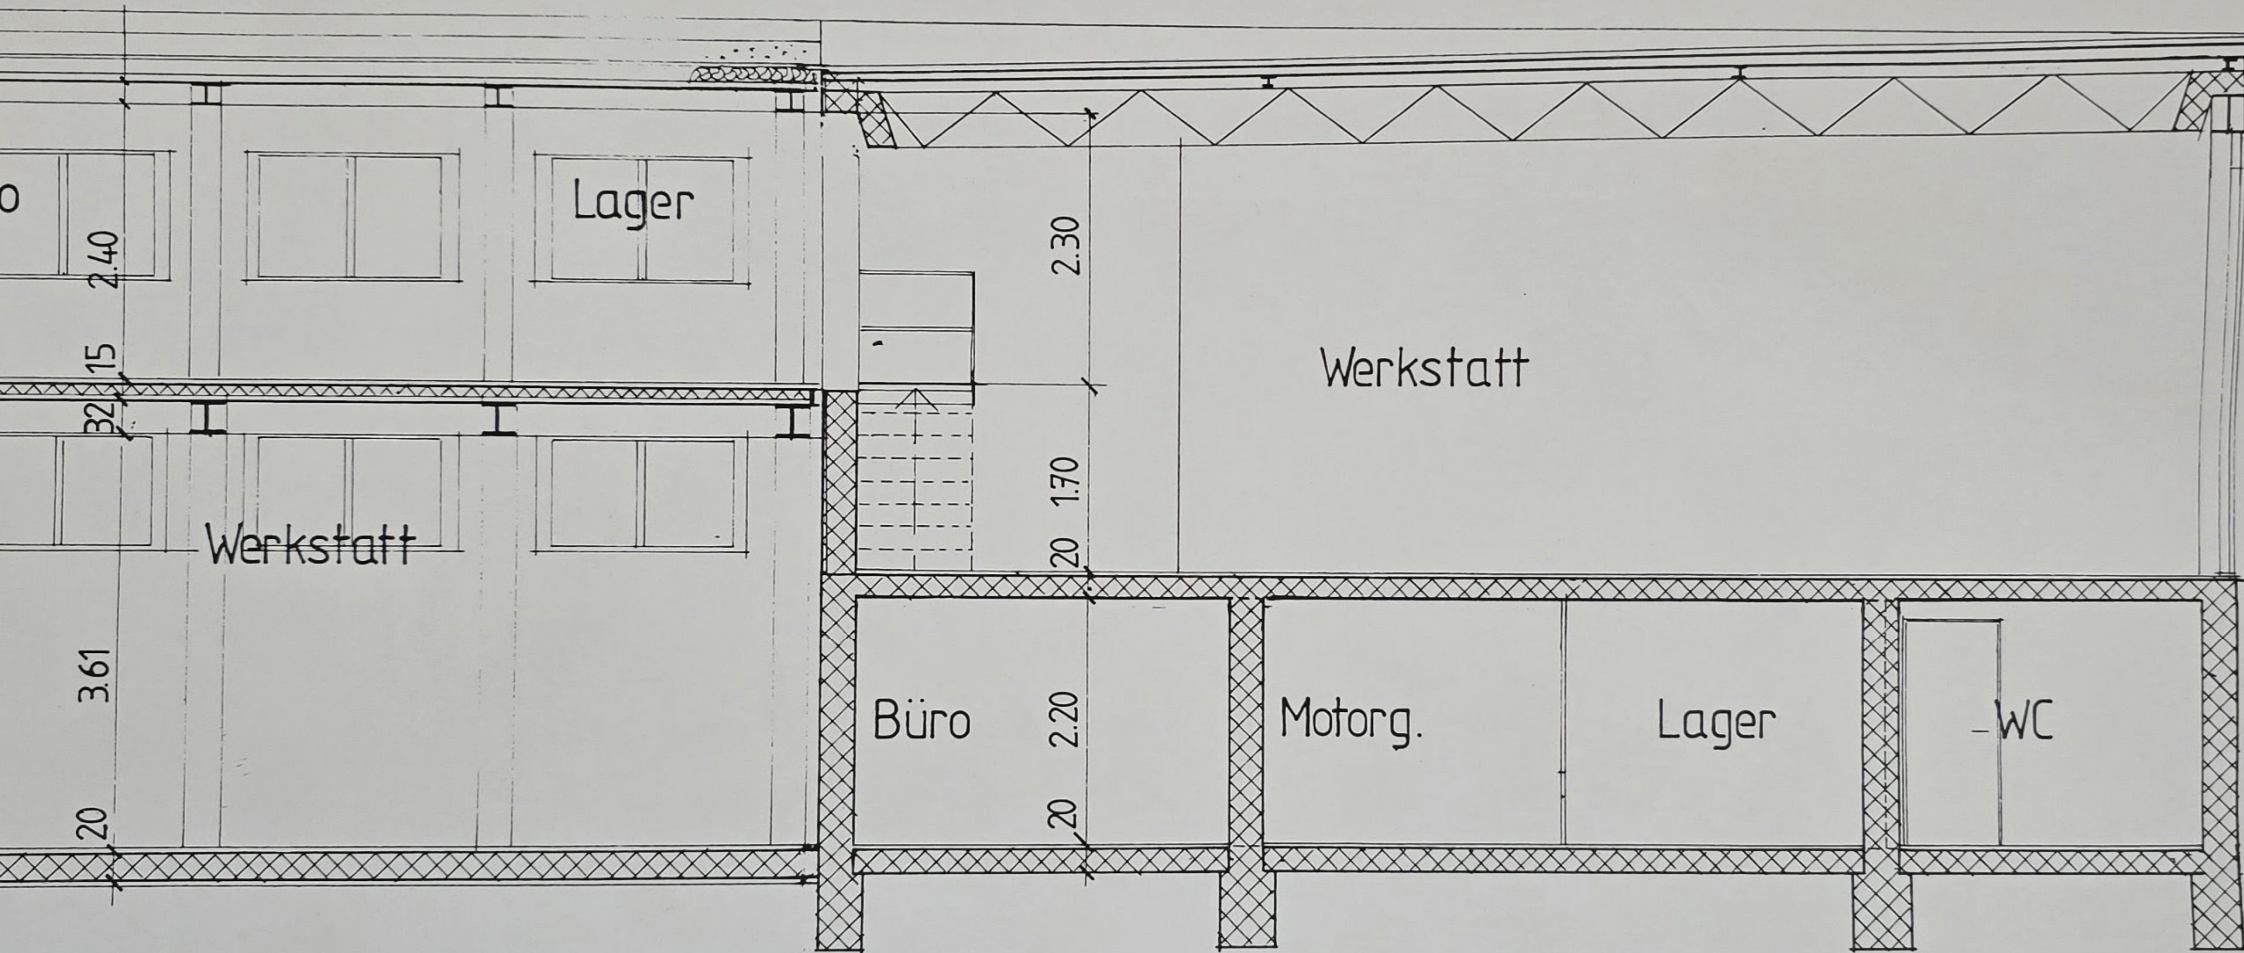 o
Lager
2.40
15
32
Werkstatt
3.61
20
2.30
1.70
20
Werkstatt
Büro
2.20
20
Motorg.
Lager
WC